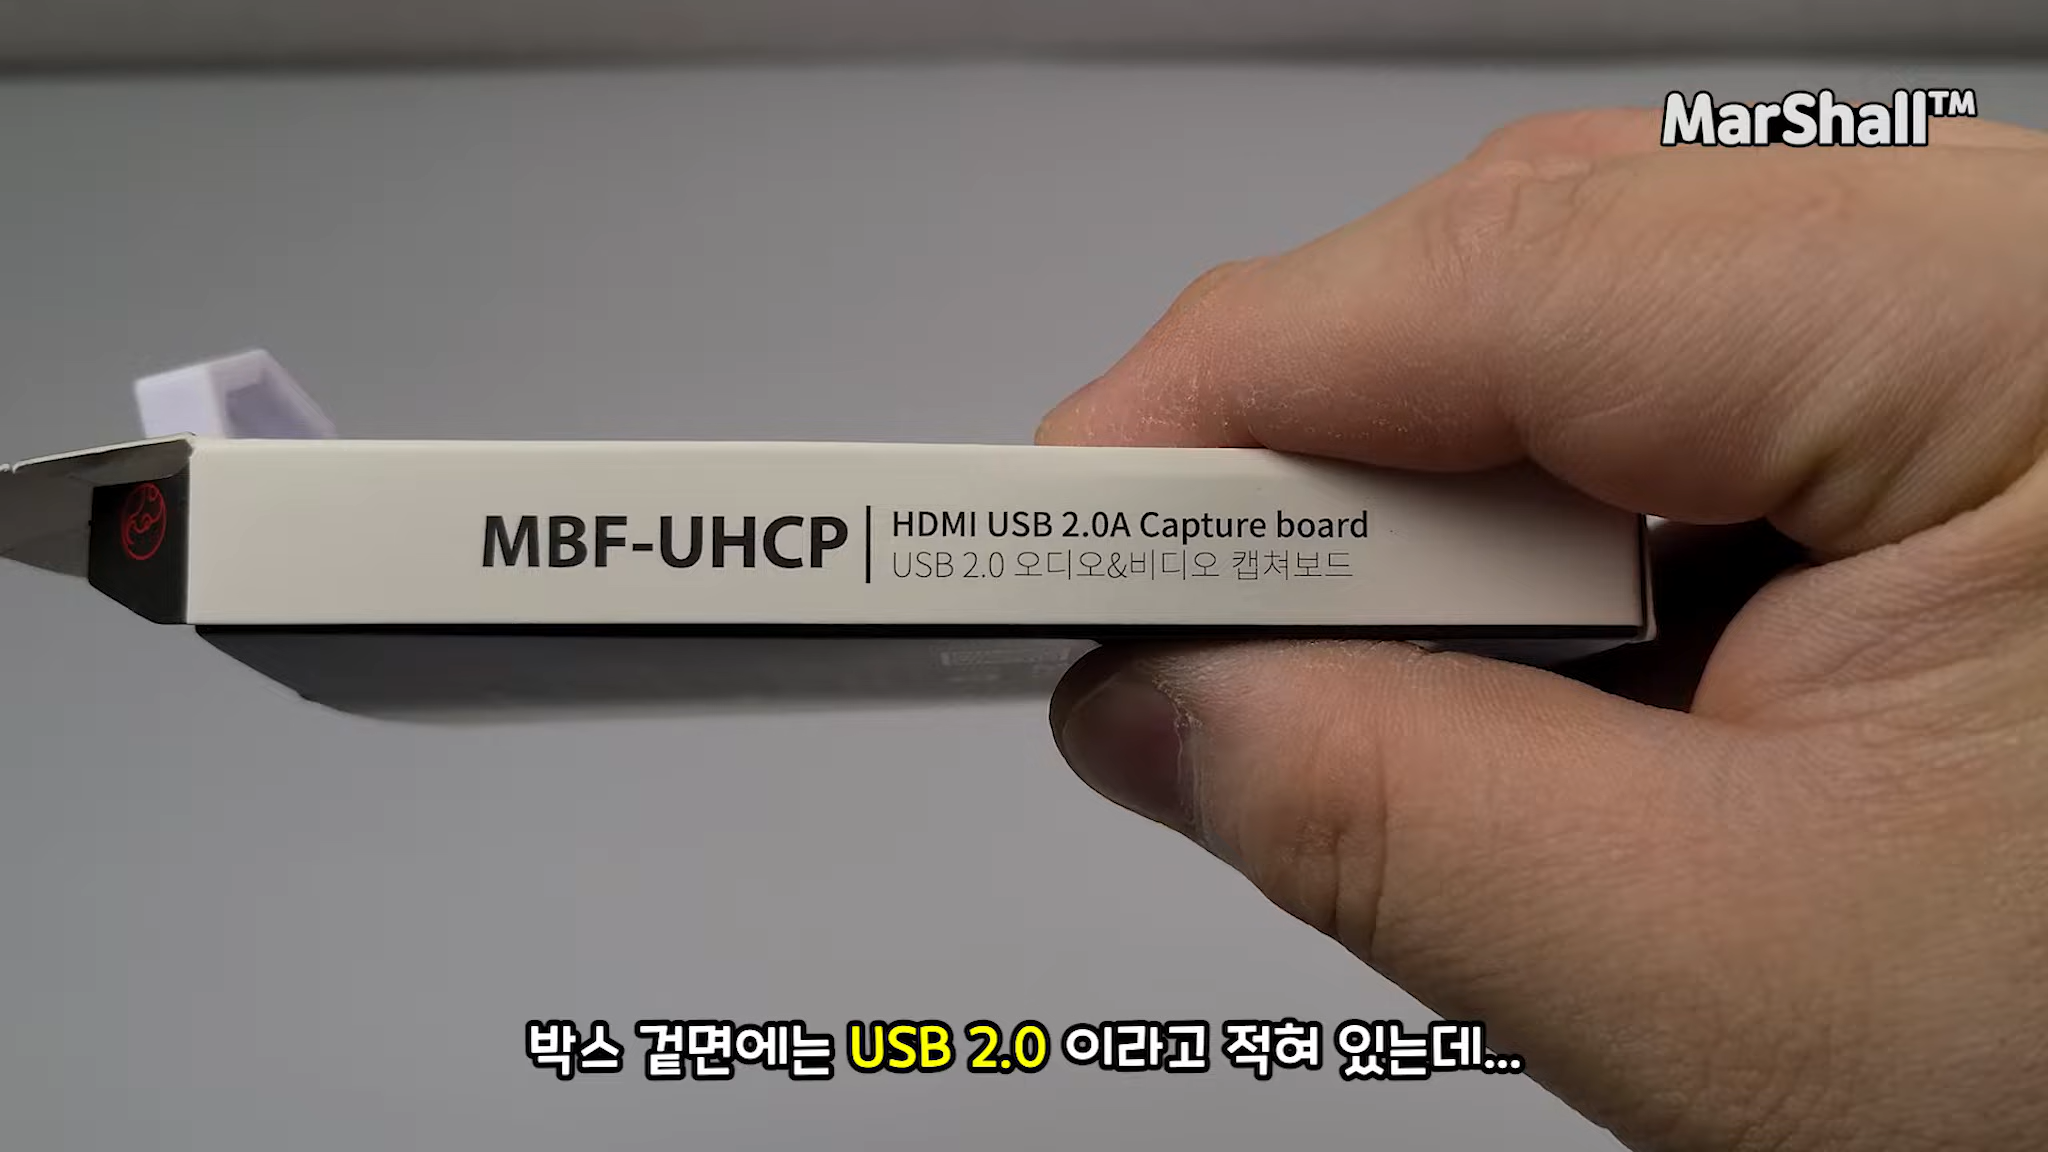 MarShall™
MBF-UHCP
HDMI USB 2.0A Capture board
USB 2.0 오디오&비디오 캡쳐보드
박스 겉면에는 USB 2.0 이라고 적혀 있는데...